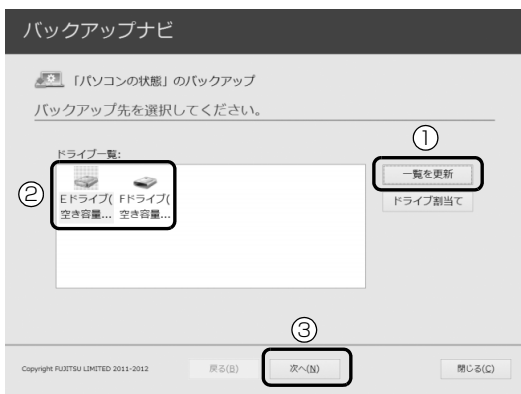 バックアップナビ
「パソコンの状態」のバックアップ
バックアップ先を選択してください。
①
ドライブ一覧:
一覧を更新
②
Eドライブ( Fドライブ(
空き容量... 空き容量...
ドライブ割当て
③
Copyright FUJITSU LIMITED 2011-2012
戻る(B)
次へ(N)
閉じる(C)